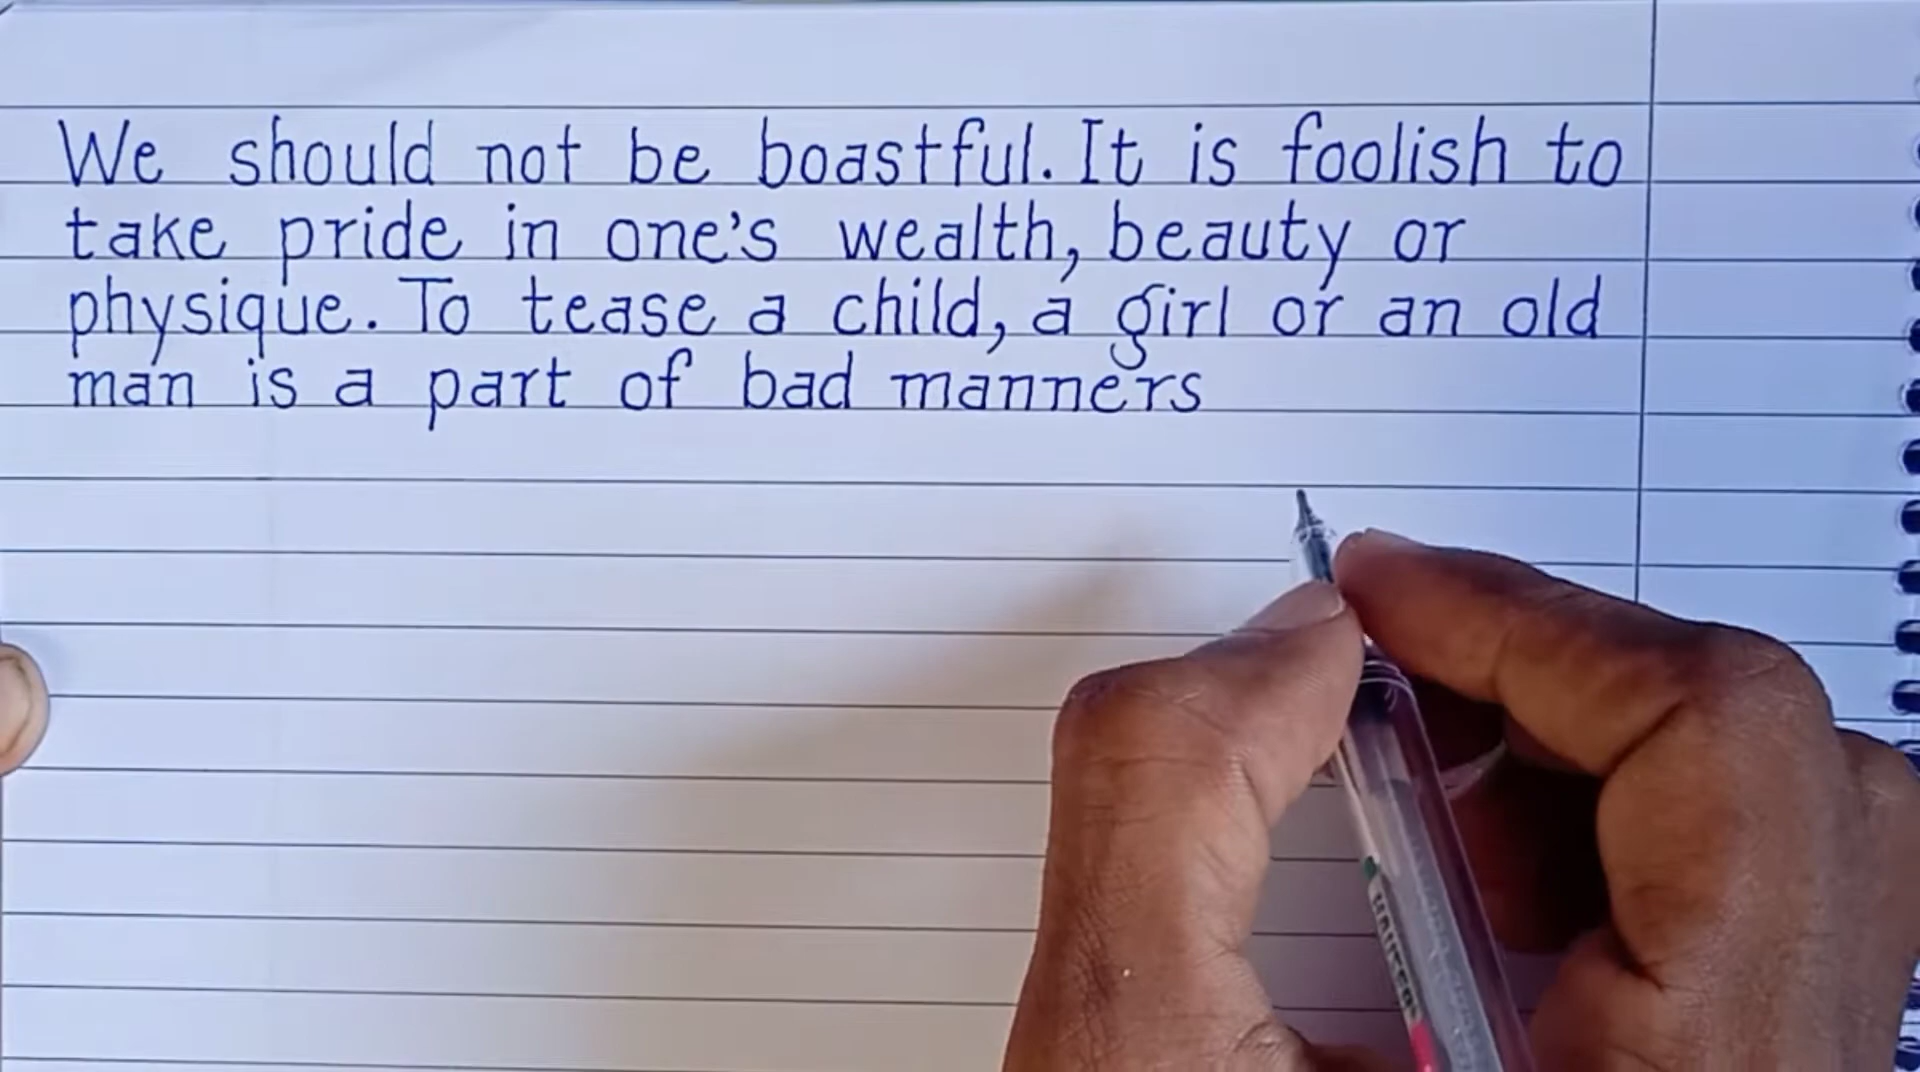 We should not be boastful. It is foolish to
take pride in one's wealth, beauty or
physique. To tease a child, a girl or an old
man is a part of bad manners
HAUSER